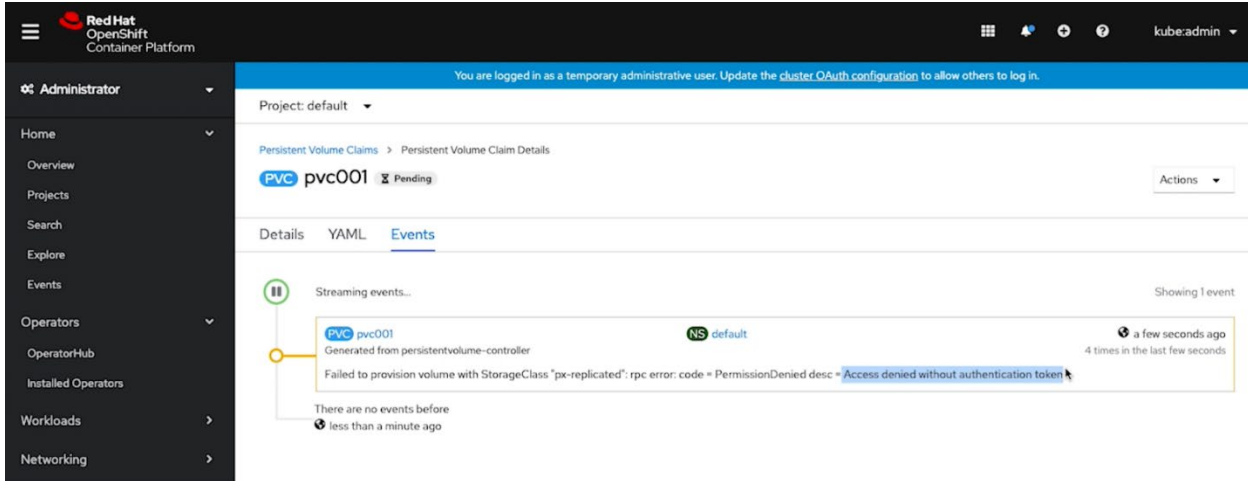 Red Hat
OpenShift
Container Platform
kube:admin
You are logged in as a temporary administrative user. Update the cluster OAuth configuration to allow others to log in.
Administrator
Project: default
Home
Overview
Projects
Search
Explore
Events
Operators
OperatorHub
Installed Operators
Workloads
Networking
Persistent Volume Claims > Persistent Volume Claim Details
PVC pvc001 Pending
Actions
Details YAML Events
Streaming events...
Showing 1 event
PVC pvc001 NS default a few seconds ago
Generated from persistentvolume-controller 4 times in the last few seconds
Failed to provision volume with StorageClass "px-replicated": rpc error: code = PermissionDenied desc = Access denied without authentication token
There are no events before
less than a minute ago